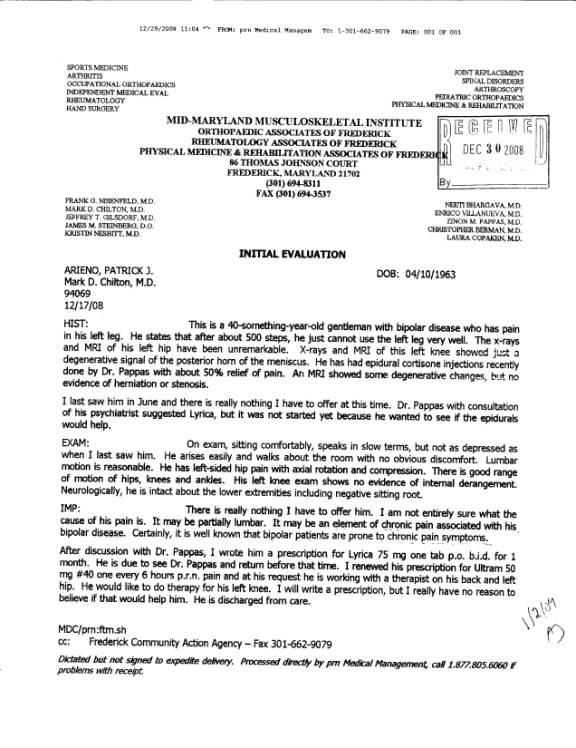 12/29/2008 11:04 FROM: prn Medical Managem TO: 1-301-662-9079 PAGE: 001 OF 001
SPORTS MEDICINE
ARTHRITIS
OCCUPATIONAL ORTHOPAEDICS
INDEPENDENT MEDICAL EVAL
RHEUMATOLOGY
HAND SURGERY
JOINT REPLACEMENT
SPINAL DISORDERS
ARTHROSCOPY
PEDIATRIC ORTHOPAEDICS
PHYSICAL MEDICINE & REHABILITATION
MID-MARYLAND MUSCULOSKELETAL INSTITUTE
ORTHOPAEDIC ASSOCIATES OF FREDERICK
RHEUMATOLOGY ASSOCIATES OF FREDERICK
PHYSICAL MEDICINE & REHABILITATION ASSOCIATES OF FREDERICK
86 THOMAS JOHNSON COURT
FREDERICK, MARYLAND 21702
(301) 694-8311
FAX (301) 694-3537
RECEIVED
DEC 30 2008
By
FRANK G. NISENFELD, M.D.
MARK D. CHILTON, M.D.
JEFFREY T. GILSDORF, M.D.
JAMES M. STEINBERG, D.O.
KRISTIN NESBITT, M.D.
NEETI BHARGAVA, M.D.
ENRICO VILLANUEVA, M.D.
ZINON M. PAPPAS, M.D.
CHRISTOPHER BERMAN, M.D.
LAURA COPAKEN, M.D.
INITIAL EVALUATION
ARIENO, PATRICK J. DOB: 04/10/1963
Mark D. Chilton, M.D.
94069
12/17/08
HIST: This is a 40-something-year-old gentleman with bipolar disease who has pain
in his left leg. He states that after about 500 steps, he just cannot use the left leg very well. The x-rays
and MRI of his left hip have been unremarkable. X-rays and MRI of this left knee showed just a
degenerative signal of the posterior horn of the meniscus. He has had epidural cortisone injections recently
done by Dr. Pappas with about 50% relief of pain. An MRI showed some degenerative changes, but no
evidence of herniation or stenosis.
I last saw him in June and there is really nothing I have to offer at this time. Dr. Pappas with consultation
of his psychiatrist suggested Lyrica, but it was not started yet because he wanted to see if the epidurals
would help.
EXAM: On exam, sitting comfortably, speaks in slow terms, but not as depressed as
when I last saw him. He arises easily and walks about the room with no obvious discomfort. Lumbar
motion is reasonable. He has left-sided hip pain with axial rotation and compression. There is good range
of motion of hips, knees and ankles. His left knee exam shows no evidence of internal derangement.
Neurologically, he is intact about the lower extremities including negative sitting root.
IMP: There is really nothing I have to offer him. I am not entirely sure what the
cause of his pain is. It may be partially lumbar. It may be an element of chronic pain associated with his
bipolar disease. Certainly, it is well known that bipolar patients are prone to chronic pain symptoms.
After discussion with Dr. Pappas, I wrote him a prescription for Lyrica 75 mg one tab p.o. b.i.d. for 1
month. He is due to see Dr. Pappas and return before that time. I renewed his prescription for Ultram 50
mg #40 one every 6 hours p.r.n. pain and at his request he is working with a therapist on his back and left
hip. He would like to do therapy for his left knee. I will write a prescription, but I really have no reason to
believe if that would help him. He is discharged from care.
1/2/09
MDC/prn:ftm.sh
cc: Frederick Community Action Agency – Fax 301-662-9079
Dictated but not signed to expedite delivery. Processed directly by prn Medical Management, call 1.877.805.6060 if
problems with receipt.